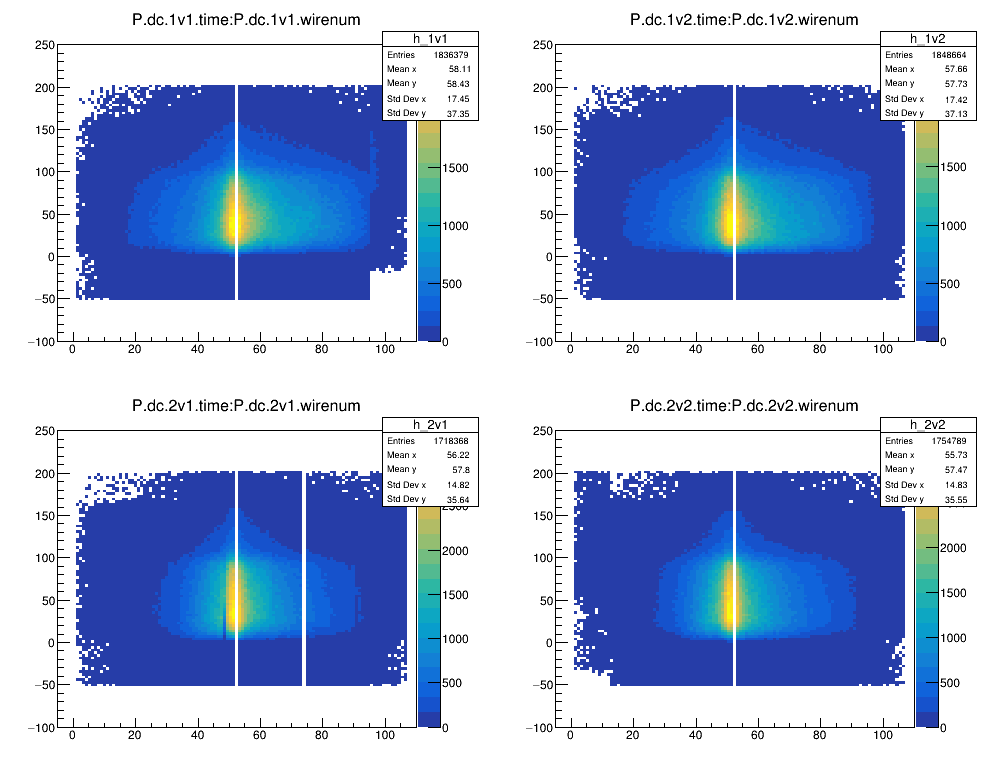 P.dc.1v1.time:P.dc.1v1.wirenum
h_1v1
Entries 1836379
Mean x 58.11
Mean y 58.43
Std Dev x 17.45
Std Dev y 37.35
250
200
150
100
50
0
−50
−100
0 20 40 60 80 100
1500
1000
500
0
P.dc.1v2.time:P.dc.1v2.wirenum
h_1v2
Entries 1848664
Mean x 57.66
Mean y 57.73
Std Dev x 17.42
Std Dev y 37.13
250
200
150
100
50
0
−50
−100
0 20 40 60 80 100
1500
1000
500
0
P.dc.2v1.time:P.dc.2v1.wirenum
h_2v1
Entries 1718368
Mean x 56.22
Mean y 57.8
Std Dev x 14.82
Std Dev y 35.64
250
200
150
100
50
0
−50
−100
0 20 40 60 80 100
2500
2000
1500
1000
500
0
P.dc.2v2.time:P.dc.2v2.wirenum
h_2v2
Entries 1754789
Mean x 55.73
Mean y 57.47
Std Dev x 14.83
Std Dev y 35.55
250
200
150
100
50
0
−50
−100
0 20 40 60 80 100
2000
1500
1000
500
0